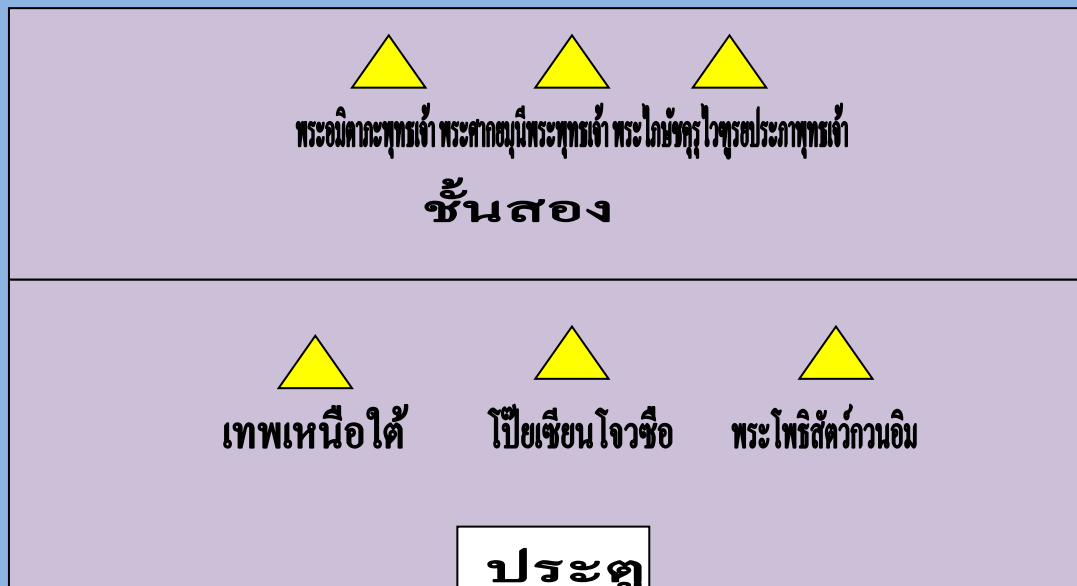 พระอมิตาภะพุทธเจ้า พระศากยมุนีพระพุทธเจ้า พระไภษัชคุรุไวฑูรยประภาพุทธเจ้า
ชั้นสอง
เทพเหนือใต้ โป๊ยเซียนโจวซือ พระโพธิสัตว์กวนอิม
ประตู